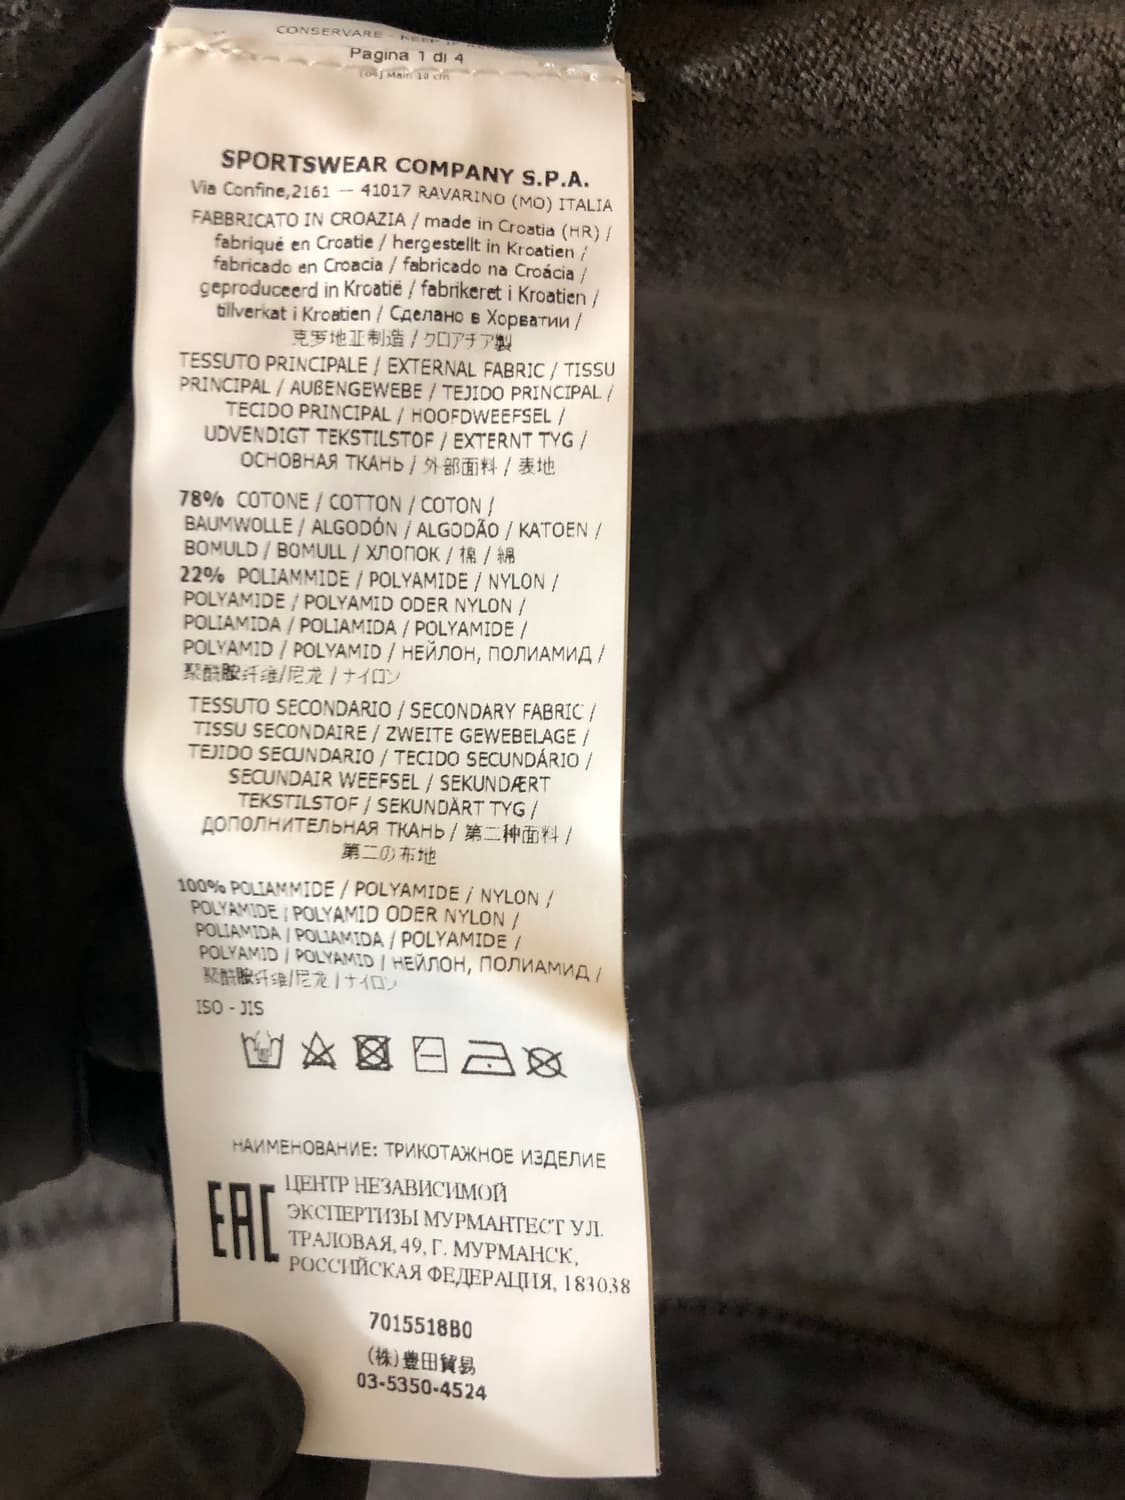 CONSERVARE - KEEP
Pagina 1 di 4
[04] Main 10 cm
SPORTSWEAR COMPANY S.P.A.
Via Confine,2161 — 41017 RAVARINO (MO) ITALIA
FABBRICATO IN CROAZIA / made in Croatia (HR) /
fabriqué en Croatie / hergestellt in Kroatien /
fabricado en Croacia / fabricado na Croácia /
geproduceerd in Kroatië / fabrikeret i Kroatien /
tillverkat i Kroatien / Сделано в Хорватии /
克罗地亚制造 / クロアチア製
TESSUTO PRINCIPALE / EXTERNAL FABRIC / TISSU
PRINCIPAL / AUßENGEWEBE / TEJIDO PRINCIPAL /
TECIDO PRINCIPAL / HOOFDWEEFSEL /
UDVENDIGT TEKSTILSTOF / EXTERNT TYG /
ОСНОВНАЯ ТКАНЬ / 外部面料 / 表地
78% COTONE / COTTON / COTON /
BAUMWOLLE / ALGODÓN / ALGODÃO / KATOEN /
BOMULD / BOMULL / ХЛОПОК / 棉 / 綿
22% POLIAMMIDE / POLYAMIDE / NYLON /
POLYAMIDE / POLYAMID ODER NYLON /
POLIAMIDA / POLIAMIDA / POLYAMIDE /
POLYAMID / POLYAMID / НЕЙЛОН, ПОЛИАМИД /
聚酰胺纤维/尼龙 / ナイロン
TESSUTO SECONDARIO / SECONDARY FABRIC /
TISSU SECONDAIRE / ZWEITE GEWEBELAGE /
TEJIDO SECUNDARIO / TECIDO SECUNDÁRIO /
SECUNDAIR WEEFSEL / SEKUNDÆRT
TEKSTILSTOF / SEKUNDÄRT TYG /
ДОПОЛНИТЕЛЬНАЯ ТКАНЬ / 第二种面料 /
第二の布地
100% POLIAMMIDE / POLYAMIDE / NYLON /
POLYAMIDE / POLYAMID ODER NYLON /
POLIAMIDA / POLIAMIDA / POLYAMIDE /
POLYAMID / POLYAMID / НЕЙЛОН, ПОЛИАМИД /
聚酰胺纤维/尼龙 / ナイロン
ISO - JIS
НАИМЕНОВАНИЕ: ТРИКОТАЖНОЕ ИЗДЕЛИЕ
EAC
ЦЕНТР НЕЗАВИСИМОЙ
ЭКСПЕРТИЗЫ МУРМАНТЕСТ УЛ.
ТРАЛОВАЯ, 49, Г. МУРМАНСК,
РОССИЙСКАЯ ФЕДЕРАЦИЯ, 183038
7015518B0
(株)豊田貿易
03-5350-4524